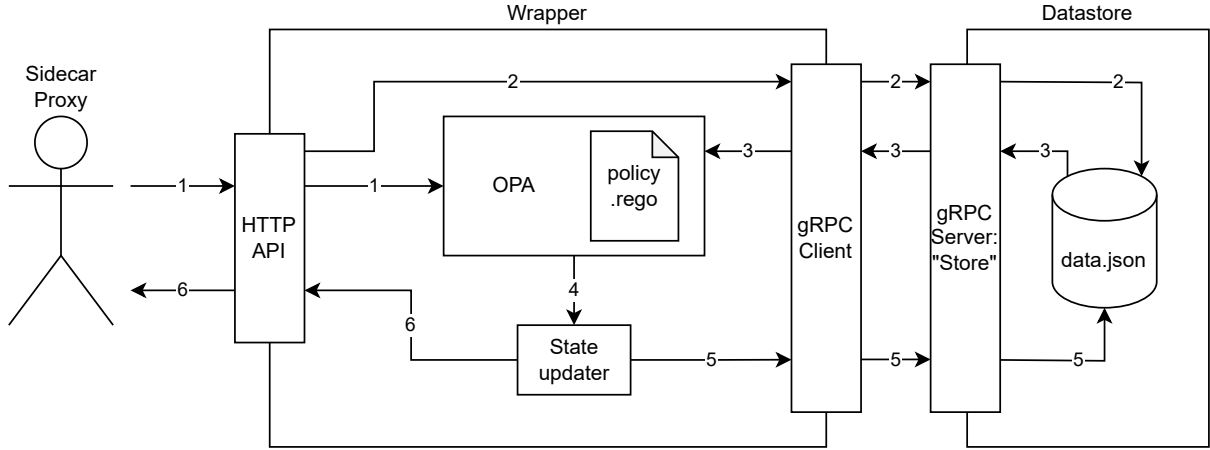 Wrapper
Datastore
Sidecar
Proxy
2
2
2
OPA
policy
.rego
3
3
3
1
1
HTTP
API
gRPC
Client
gRPC
Server:
"Store"
data.json
6
4
6
State
updater
5
5
5